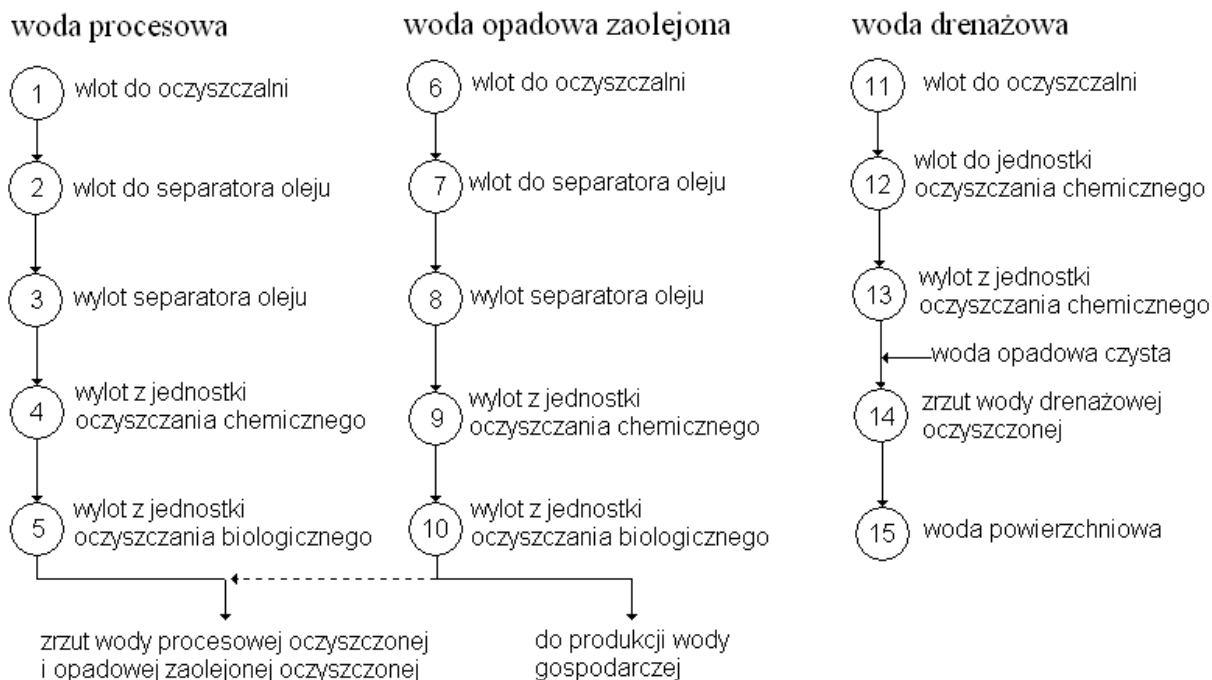 woda procesowa
1 wlot do oczyszczalni
2 wlot do separatora oleju
3 wylot separatora oleju
4 wylot z jednostki
oczyszczania chemicznego
5 wylot z jednostki
oczyszczania biologicznego
zrzut wody procesowej oczyszczonej
i opadowej zaolejonej oczyszczonej
woda opadowa zaolejona
6 wlot do oczyszczalni
7 wlot do separatora oleju
8 wylot separatora oleju
9 wylot z jednostki
oczyszczania chemicznego
10 wylot z jednostki
oczyszczania biologicznego
do produkcji wody
gospodarczej
woda drenażowa
11 wlot do oczyszczalni
12 wlot do jednostki
oczyszczania chemicznego
13 wylot z jednostki
oczyszczania chemicznego
woda opadowa czysta
14 zrzut wody drenażowej
oczyszczonej
15 woda powierzchniowa